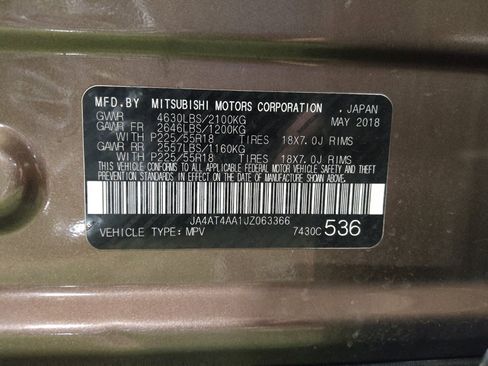 MFD.BY MITSUBISHI MOTORS CORPORATION , JAPAN
GVWR 4630LBS/2100KG MAY 2018
GAWR FR 2646LBS/1200KG
WITH P225/55R18 TIRES 18X7.0J RIMS
GAWR RR 2557LBS/1160KG
WITH P225/55R18 TIRES 18X7.0J RIMS
THIS VEHICLE CONFORMS TO ALL APPLICABLE FEDERAL
MOTOR VEHICLE SAFETY, BUMPER, AND THEFT
PREVENTION STANDARDS IN EFFECT ON THE DATE OF
MANUFACTURE SHOWN ABOVE.
JA4AT4AA1JZ063366
VEHICLE TYPE: MPV 7430C 536